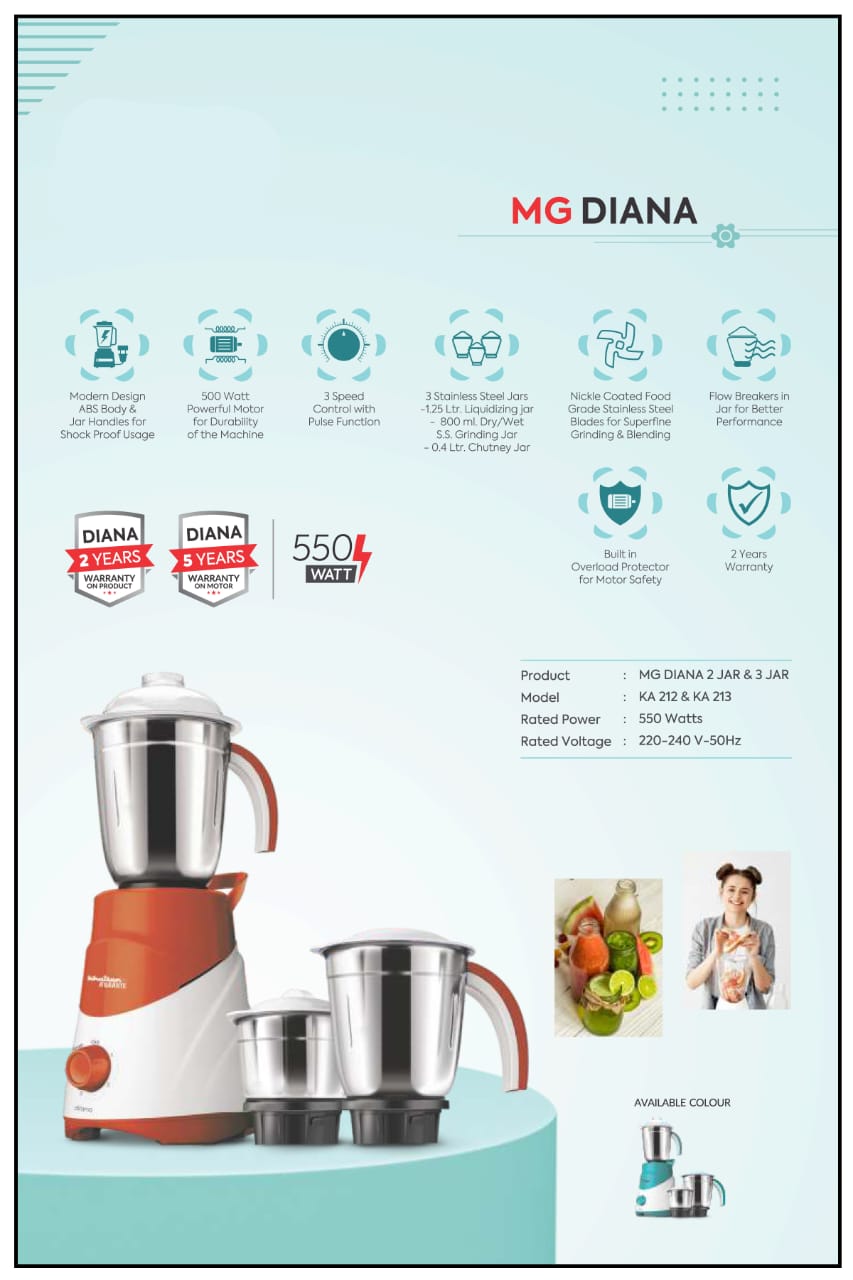 MG DIANA
Modern Design
ABS Body &
Jar Handles for
Shock Proof Usage
500 Watt
Powerful Motor
for Durability
of the Machine
3 Speed
Control with
Pulse Function
3 Stainless Steel Jars
-1.25 Ltr. Liquidizing jar
- 800 ml. Dry/Wet
S.S. Grinding Jar
- 0.4 Ltr. Chutney Jar
Nickle Coated Food
Grade Stainless Steel
Blades for Superfine
Grinding & Blending
Flow Breakers in
Jar for Better
Performance
Built in
Overload Protector
for Motor Safety
2 Years
Warranty
DIANA
2 YEARS
WARRANTY
ON PRODUCT
DIANA
5 YEARS
WARRANTY
ON MOTOR
550
WATT
Product : MG DIANA 2 JAR & 3 JAR
Model : KA 212 & KA 213
Rated Power : 550 Watts
Rated Voltage : 220-240 V-50Hz
diana
AVAILABLE COLOUR